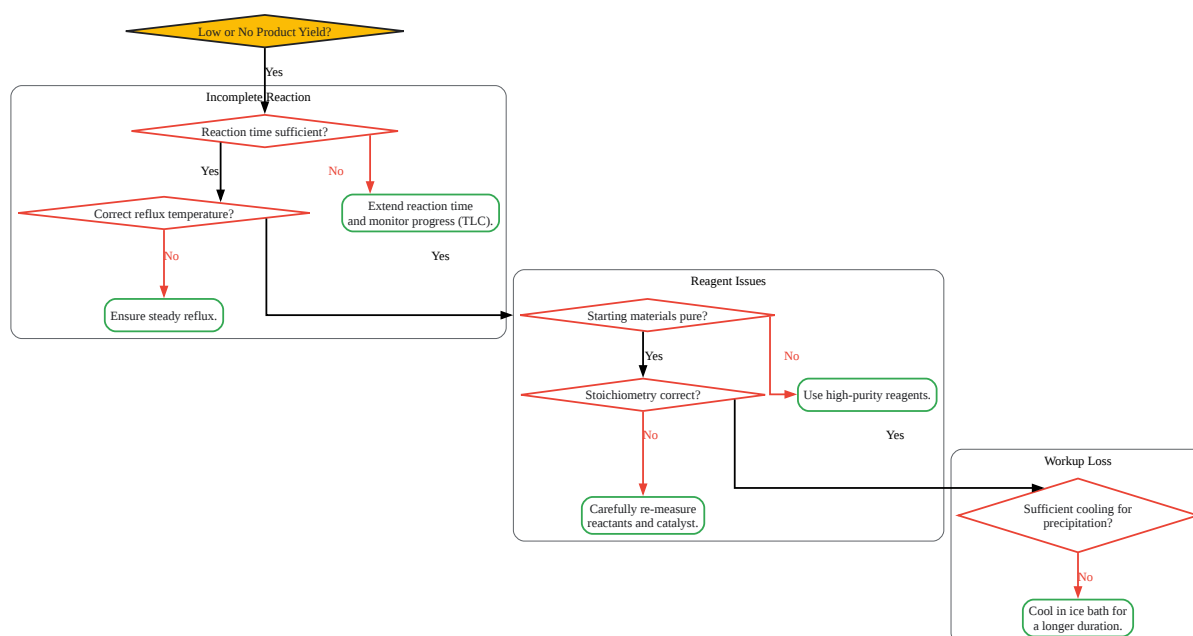 Low or No Product Yield?
Yes
Incomplete Reaction
Reaction time sufficient?
Yes
No
Extend reaction time
and monitor progress (TLC).
Correct reflux temperature?
No
Yes
Ensure steady reflux.
Reagent Issues
Starting materials pure?
Yes
No
Stoichiometry correct?
Use high-purity reagents.
No
Yes
Carefully re-measure
reactants and catalyst.
Workup Loss
Sufficient cooling for
precipitation?
No
Cool in ice bath for
a longer duration.